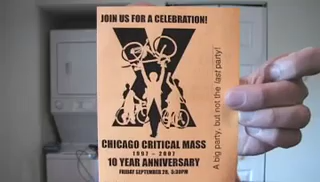 JOIN US FOR A CELEBRATION!
CHICAGO CRITICAL MASS
1997 - 2007
10 YEAR ANNIVERSARY
FRIDAY SEPTEMBER 28, 5:30PM
A big party, but not the last party!